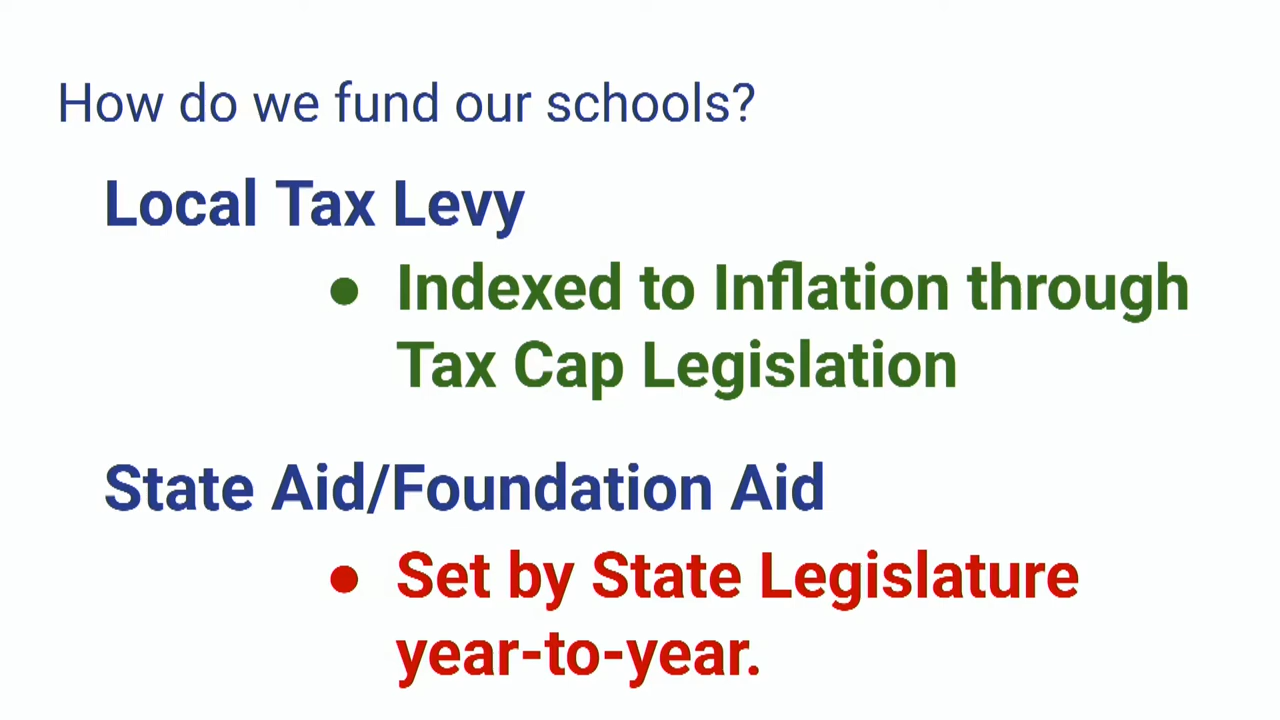 How do we fund our schools?
Local Tax Levy
● Indexed to Inflation through
Tax Cap Legislation
State Aid/Foundation Aid
● Set by State Legislature
year-to-year.